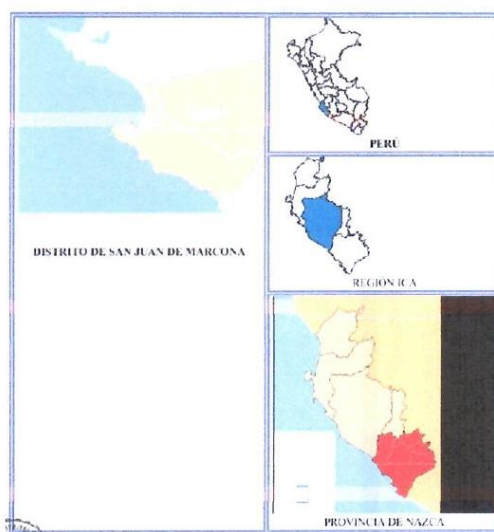 DISTRITO DE SAN JUAN DE MARCONA
PERÚ
REGIÓN ICA
PROVINCIA DE NAZCA